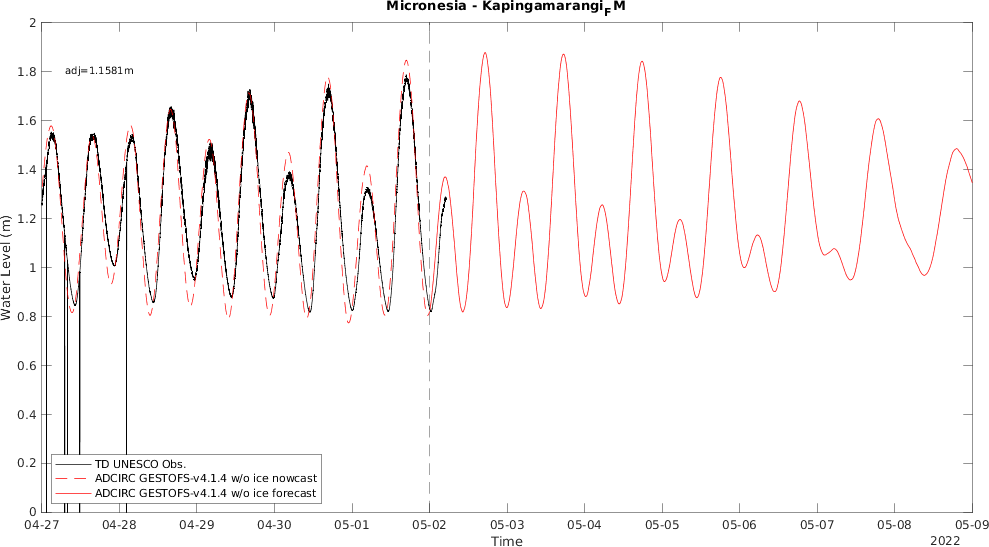 Micronesia - Kapingamarangi_FM
adj=1.1581m
Water Level (m)
2
1.8
1.6
1.4
1.2
1
0.8
0.6
0.4
0.2
0
TD UNESCO Obs.
ADCIRC GESTOFS-v4.1.4 w/o ice nowcast
ADCIRC GESTOFS-v4.1.4 w/o ice forecast
04-27 04-28 04-29 04-30 05-01 05-02 05-03 05-04 05-05 05-06 05-07 05-08 05-09
Time
2022